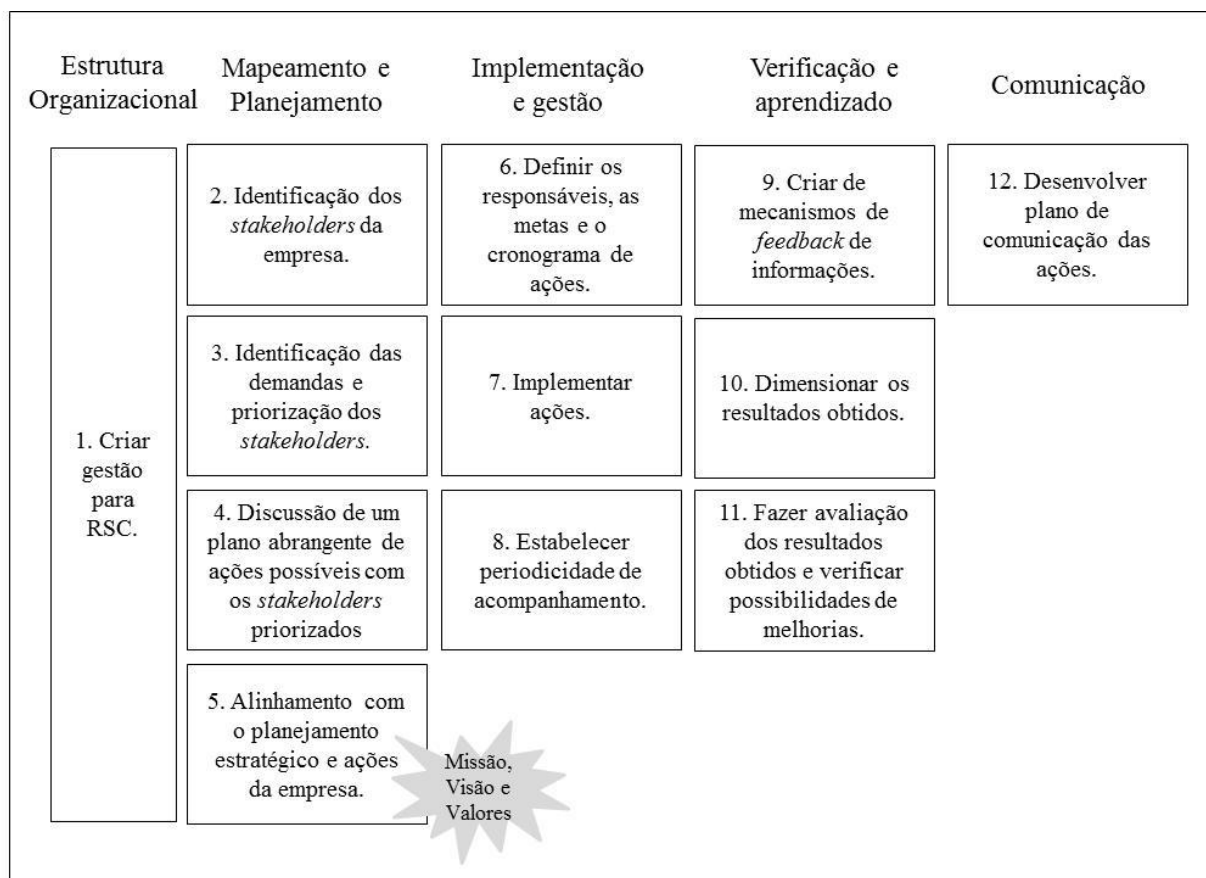 Estrutura
Organizacional
Mapeamento e
Planejamento
Implementação
e gestão
Verificação e
aprendizado
Comunicação
1. Criar
gestão
para
RSC.
2. Identificação dos
stakeholders da
empresa.
3. Identificação das
demandas e
priorização dos
stakeholders.
4. Discussão de um
plano abrangente de
ações possíveis com
os stakeholders
priorizados
5. Alinhamento com
o planejamento
estratégico e ações
da empresa.
Missão,
Visão e
Valores
6. Definir os
responsáveis, as
metas e o
cronograma de
ações.
7. Implementar
ações.
8. Estabelecer
periodicidade de
acompanhamento.
9. Criar de
mecanismos de
feedback de
informações.
10. Dimensionar os
resultados obtidos.
11. Fazer avaliação
dos resultados
obtidos e verificar
possibilidades de
melhorias.
12. Desenvolver
plano de
comunicação das
ações.